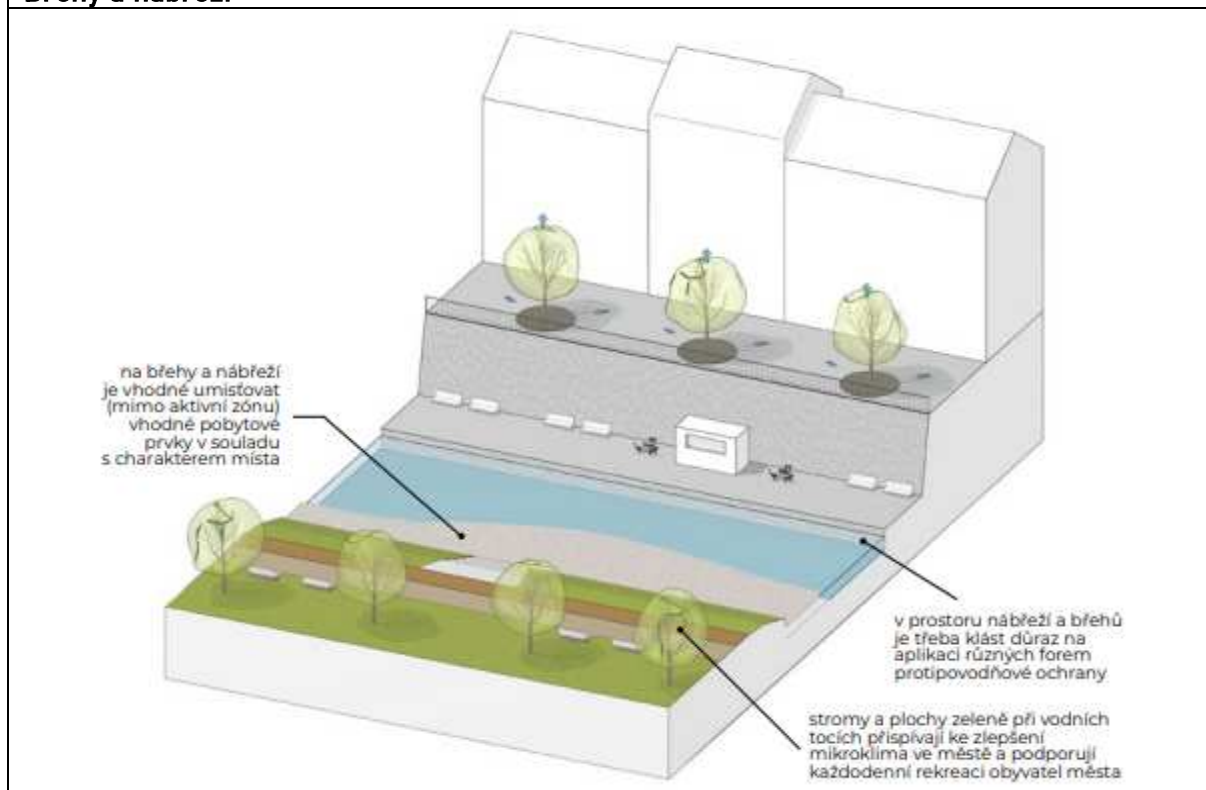 Břehy a nábřeží
na břehy a nábřeží
je vhodné umisťovat
(mimo aktivní zónu)
vhodné pobytové
prvky v souladu
s charakterem místa
v prostoru nábřeží a břehů
je třeba klást důraz na
aplikaci různých forem
protipovodňové ochrany
stromy a plochy zeleně při vodních
tocích přispívají ke zlepšení
mikroklima ve městě a podporují
každodenní rekreaci obyvatel města